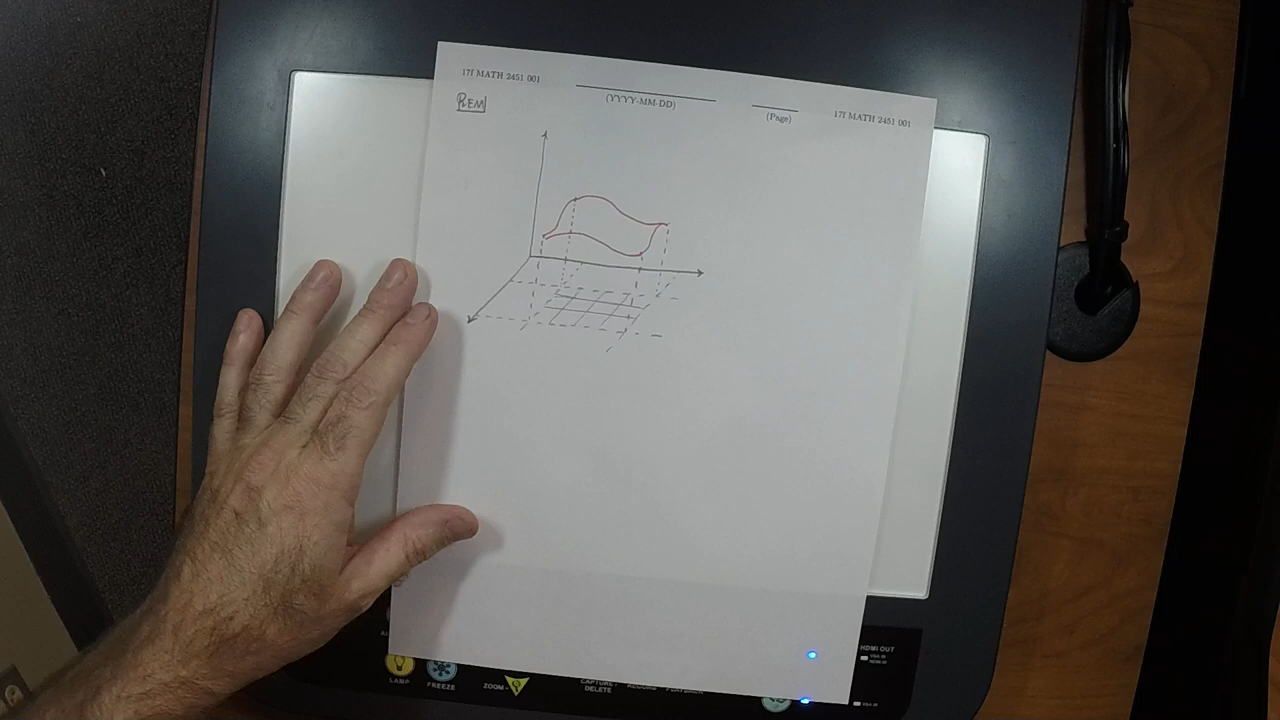 17f MATH 2451 001
(YYYY-MM-DD)
(Page)
17f MATH 2451 001
REM
LAMP
FREEZE
ZOOM
CAPTURE
DELETE
HDMI OUT